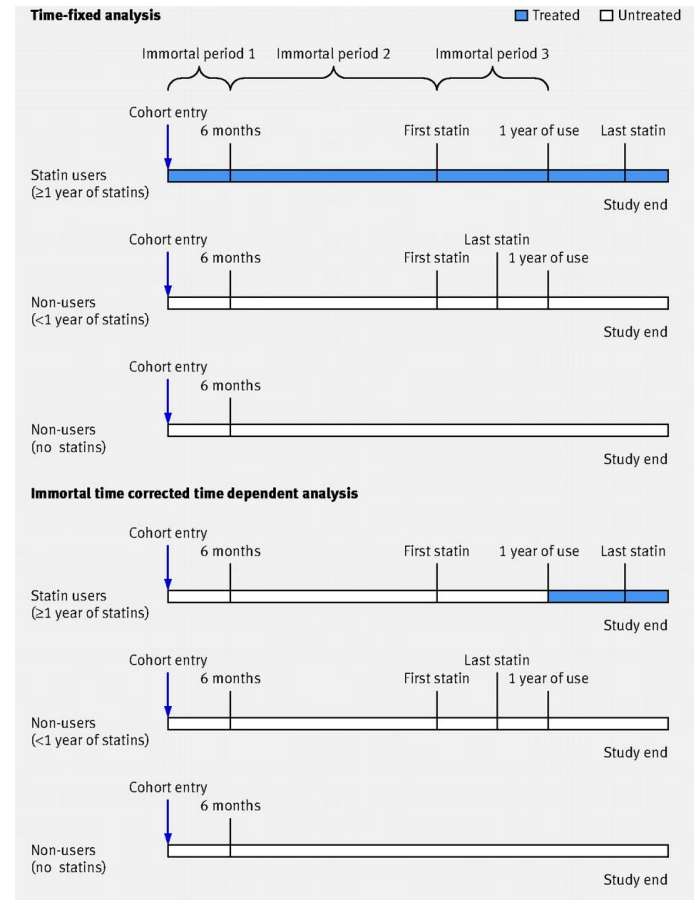 Time-fixed analysis
Treated Untreated
Immortal period 1 Immortal period 2 Immortal period 3
Cohort entry
6 months First statin 1 year of use Last statin
Statin users
(≥1 year of statins)
Study end
Cohort entry Last statin
6 months First statin 1 year of use
Non-users
(<1 year of statins)
Study end
Cohort entry
6 months
Non-users
(no statins)
Study end
Immortal time corrected time dependent analysis
Cohort entry
6 months First statin 1 year of use Last statin
Statin users
(≥1 year of statins)
Study end
Cohort entry Last statin
6 months First statin 1 year of use
Non-users
(<1 year of statins)
Study end
Cohort entry
6 months
Non-users
(no statins)
Study end